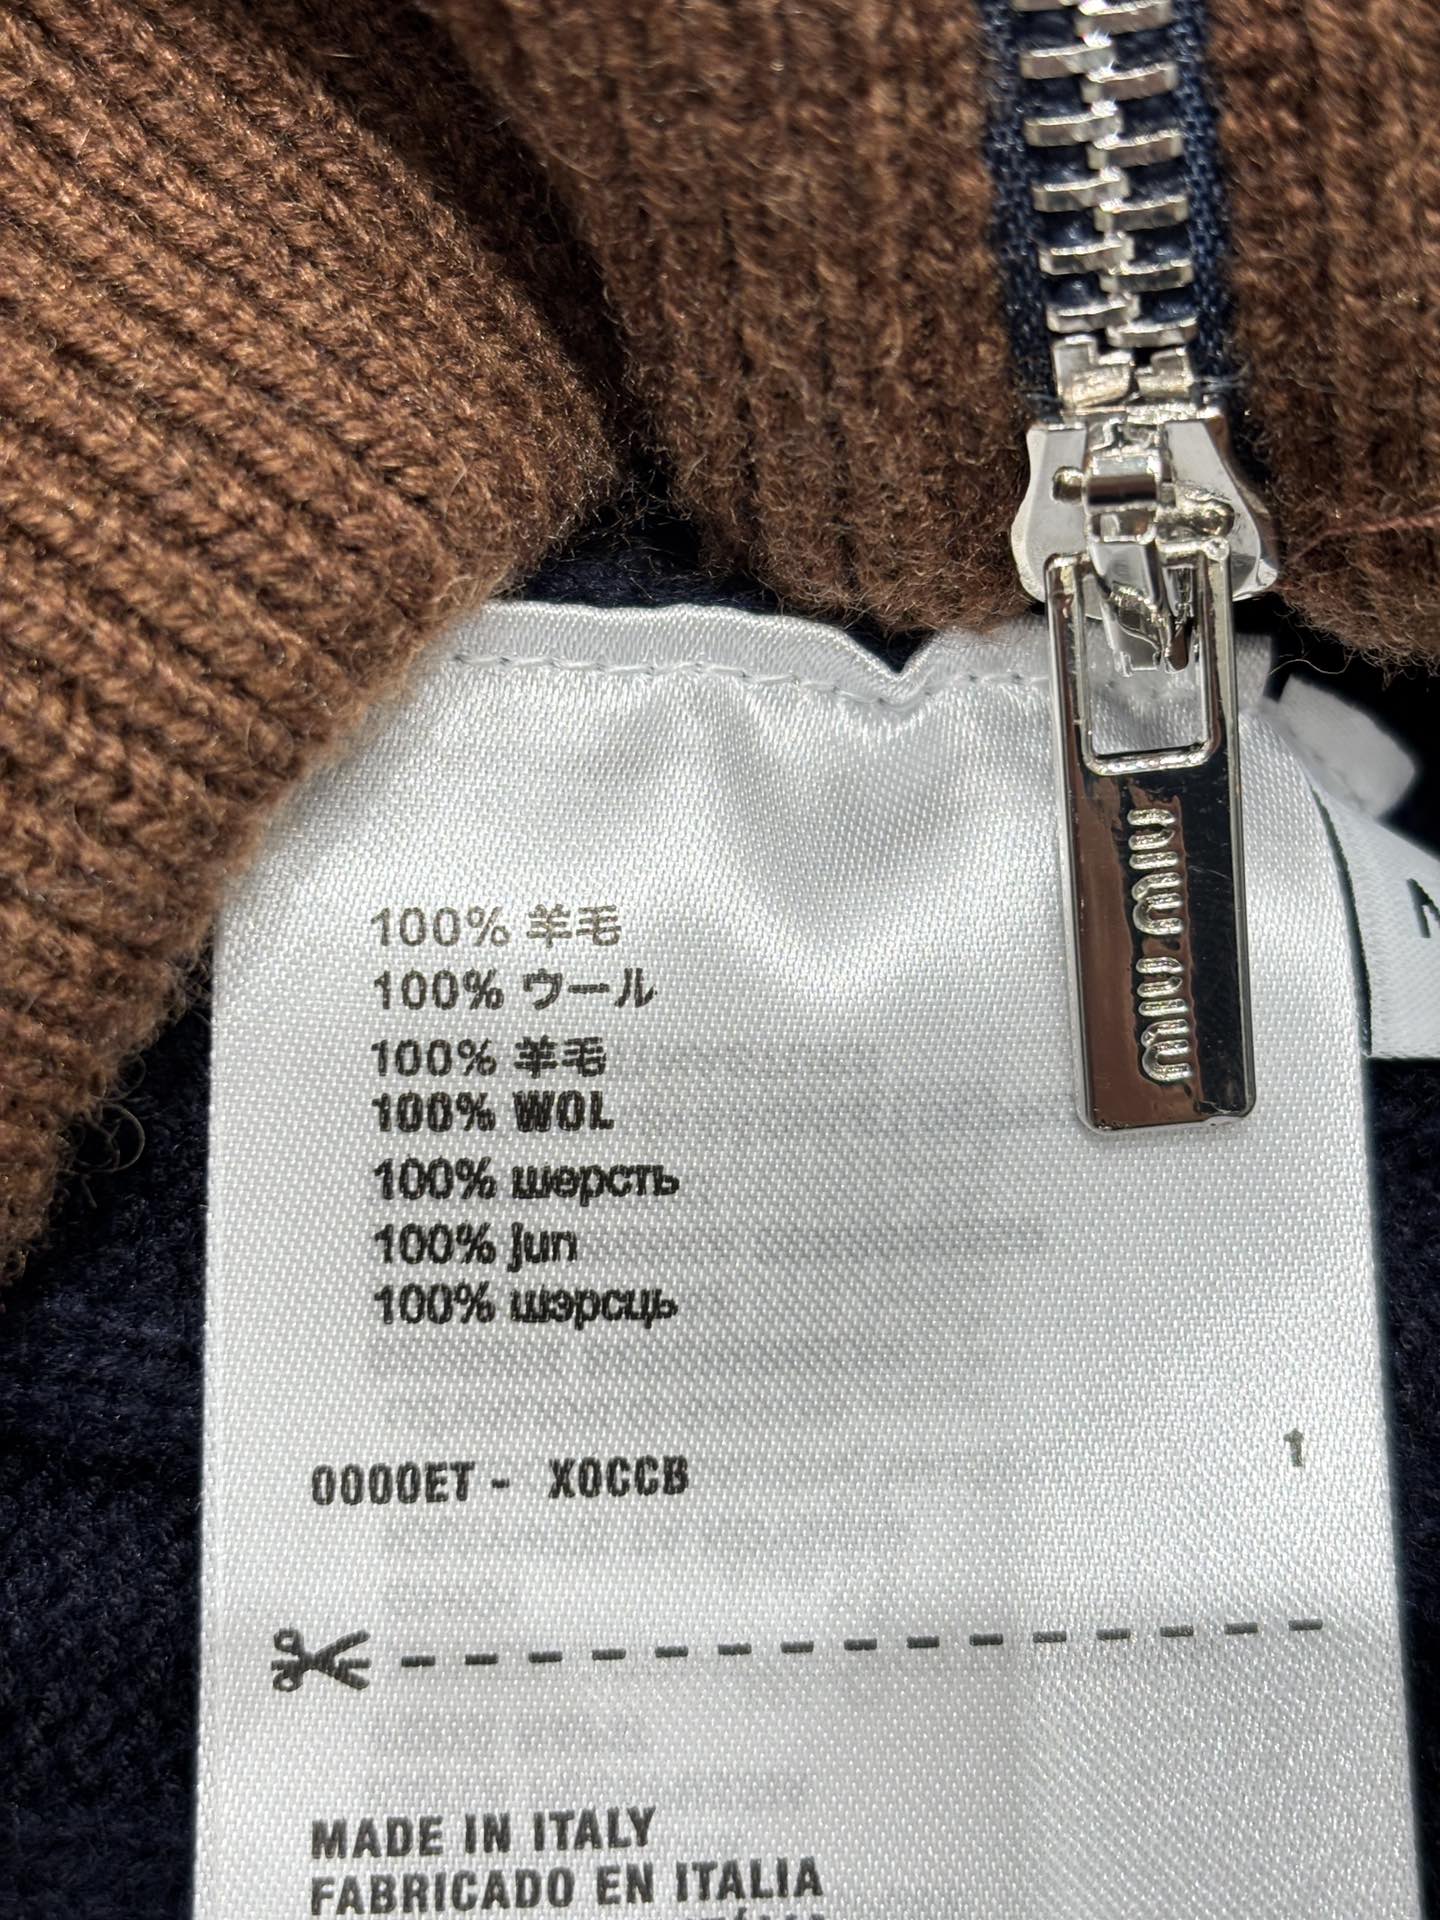 miu miu
100% 羊毛
100% ウール
100% 羊毛
100% WOL
100% шерсть
100% jun
100% шэрсць
0000ET - X0CCB 1
MADE IN ITALY
FABRICADO EN ITALIA